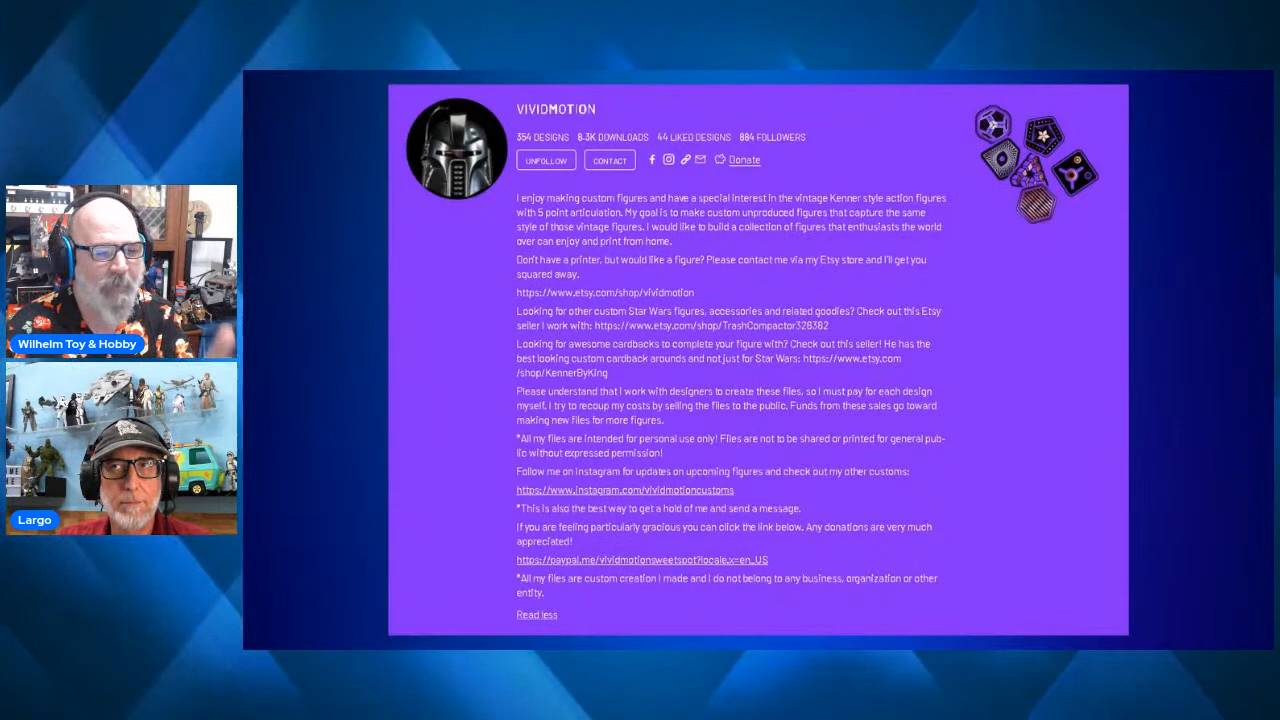 VIVIDMOTION
354 DESIGNS 8.3K DOWNLOADS 44 LIKED DESIGNS 884 FOLLOWERS
UNFOLLOW CONTACT Donate
I enjoy making custom figures and have a special interest in the vintage Kenner style action figures
with 5 point articulation. My goal is to make custom unproduced figures that capture the same
style of those vintage figures. I would like to build a collection of figures that enthusiasts the world
over can enjoy and print from home.
Don't have a printer, but would like a figure? Please contact me via my Etsy store and I'll get you
squared away.
https://www.etsy.com/shop/vividmotion
Looking for other custom Star Wars figures, accessories and related goodies? Check out this Etsy
seller I work with: https://www.etsy.com/shop/TrashCompactor326382
Looking for awesome cardbacks to complete your figure with? Check out this seller! He has the
best looking custom cardback arounds and not just for Star Wars: https://www.etsy.com
/shop/KennerByKing
Please understand that I work with designers to create these files, so I must pay for each design
myself. I try to recoup my costs by selling the files to the public. Funds from these sales go toward
making new files for more figures.
*All my files are intended for personal use only! Files are not to be shared or printed for general pub-
lic without expressed permission!
Follow me on Instagram for updates on upcoming figures and check out my other customs:
https://www.instagram.com/vividmotioncustoms
*This is also the best way to get a hold of me and send a message.
If you are feeling particularly gracious you can click the link below. Any donations are very much
appreciated!
https://paypal.me/vividmotionsweetspot?locale.x=en_US
*All my files are custom creation I made and I do not belong to any business, organization or other
entity.
Read less
Wilhelm Toy & Hobby
Largo